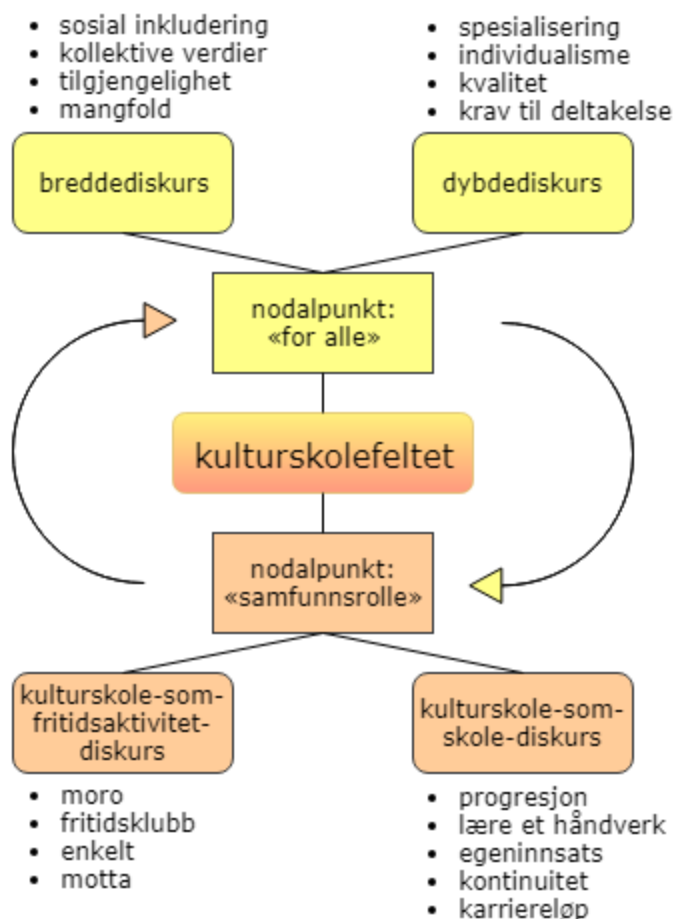 • sosial inkludering
• kollektive verdier
• tilgjengelighet
• mangfold
• spesialisering
• individualisme
• kvalitet
• krav til deltakelse
breddediskurs
dybdediskurs
nodalpunkt:
«for alle»
kulturskolefeltet
nodalpunkt:
«samfunnsrolle»
kulturskole-som-
fritidsaktivitet-
diskurs
kulturskole-som-
skole-diskurs
• moro
• fritidsklubb
• enkelt
• motta
• progresjon
• lære et håndverk
• egeninnsats
• kontinuitet
• karriereløp